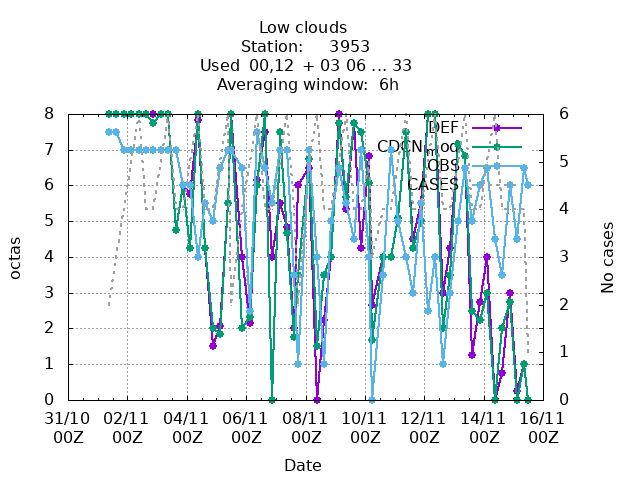 Low clouds
Station: 3953
Used 00,12 + 03 06 ... 33
Averaging window: 6h
8 7 6 5 4 3 2 1 0
octas
6 5 4 3 2 1 0
No cases
DEF
CDCN_mod
OBS
CASES
31/10 02/11 04/11 06/11 08/11 10/11 12/11 14/11 16/11
00Z 00Z 00Z 00Z 00Z 00Z 00Z 00Z 00Z
Date